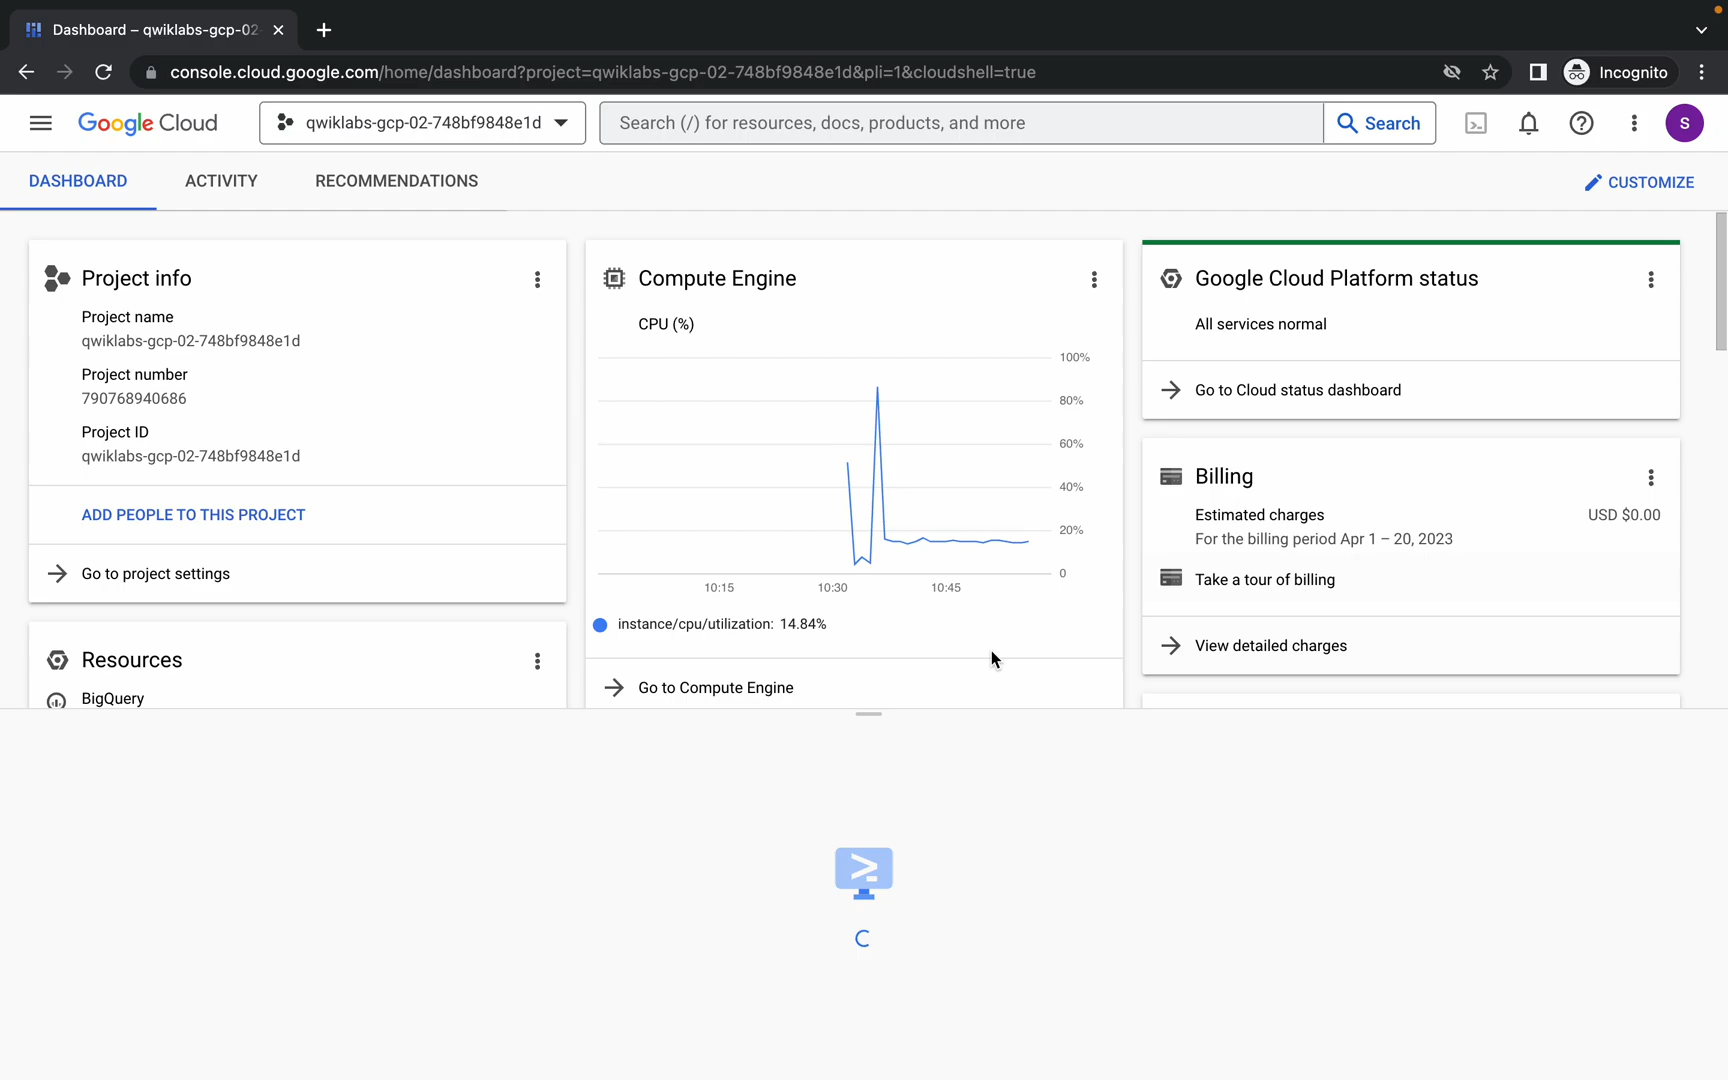 Dashboard – qwiklabs-gcp-02
console.cloud.google.com/home/dashboard?project=qwiklabs-gcp-02-748bf9848e1d&pli=1&cloudshell=true
Incognito
Google Cloud
qwiklabs-gcp-02-748bf9848e1d
Search (/) for resources, docs, products, and more
Search
S
DASHBOARD
ACTIVITY
RECOMMENDATIONS
CUSTOMIZE
Project info
Project name
qwiklabs-gcp-02-748bf9848e1d
Project number
790768940686
Project ID
qwiklabs-gcp-02-748bf9848e1d
ADD PEOPLE TO THIS PROJECT
Go to project settings
Resources
BigQuery
Compute Engine
CPU (%)
100%
80%
60%
40%
20%
0
10:15
10:30
10:45
instance/cpu/utilization: 14.84%
Go to Compute Engine
Google Cloud Platform status
All services normal
Go to Cloud status dashboard
Billing
Estimated charges
USD $0.00
For the billing period Apr 1 – 20, 2023
Take a tour of billing
View detailed charges